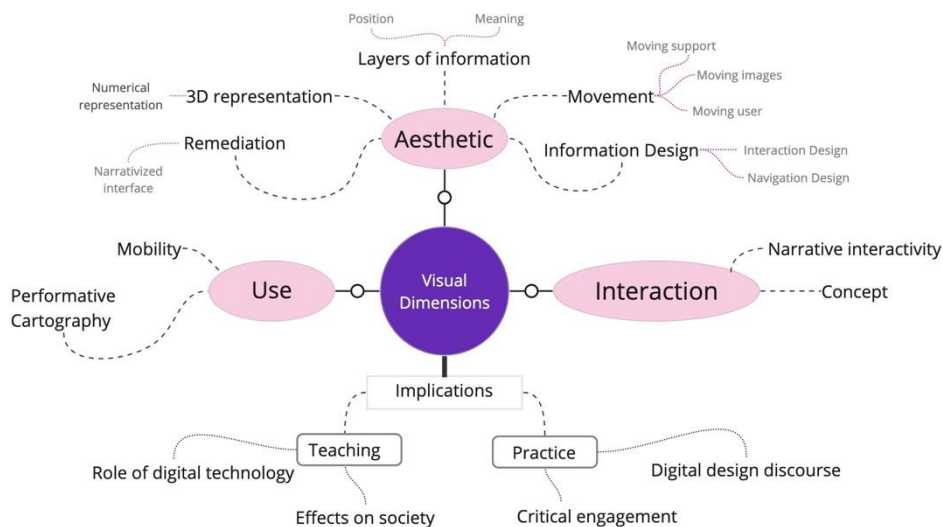 Position
Meaning
Layers of information
Moving support
Moving images
Moving user
Movement
Numerical
representation
3D representation
Aesthetic
Remediation
Narrativized
interface
Information Design
Interaction Design
Navigation Design
Mobility
Use
Performative
Cartography
Visual
Dimensions
Interaction
Narrative interactivity
Concept
Implications
Teaching
Practice
Role of digital technology
Effects on society
Digital design discourse
Critical engagement